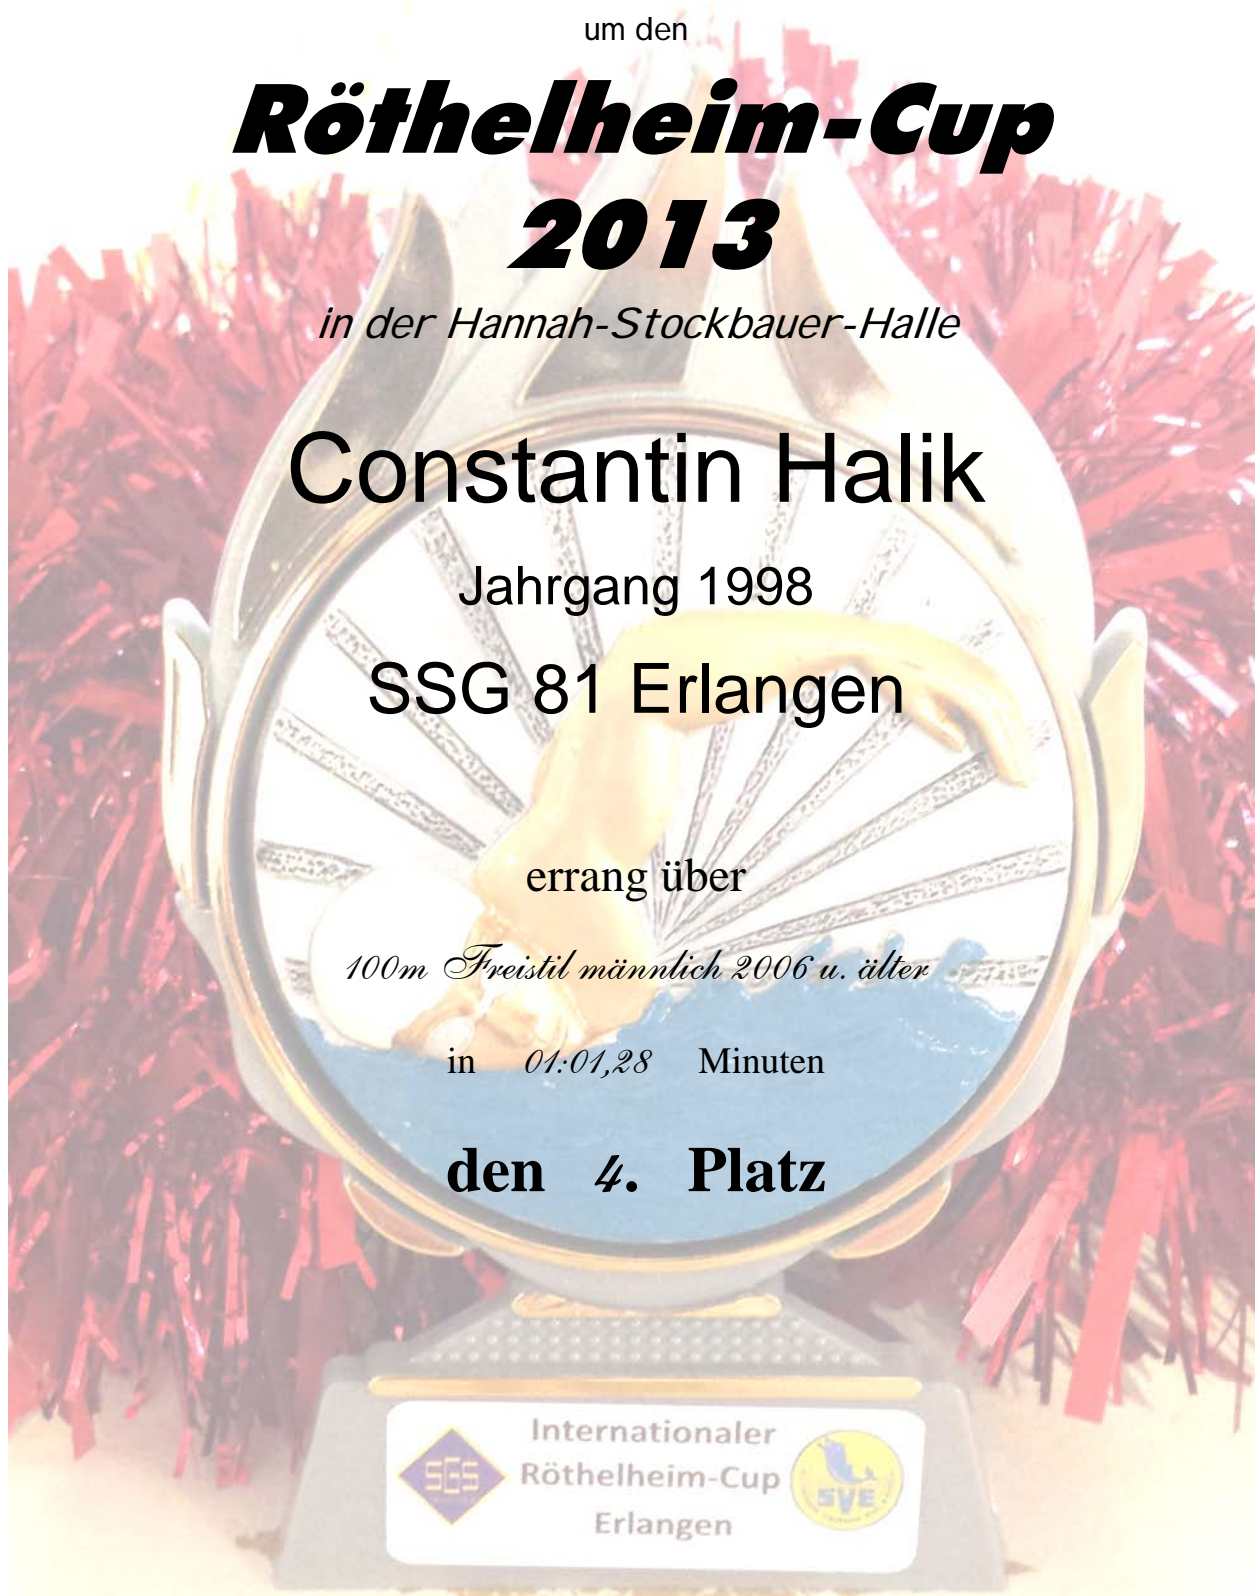 um den
Röthelheim-Cup
2013
in der Hannah-Stockbauer-Halle
Constantin Halik
Jahrgang 1998
SSG 81 Erlangen
errang über
100m Freistil männlich 2006 u. älter
in 01:01,28 Minuten
den 4. Platz
Internationaler
SGS Röthelheim-Cup SVE
Erlangen